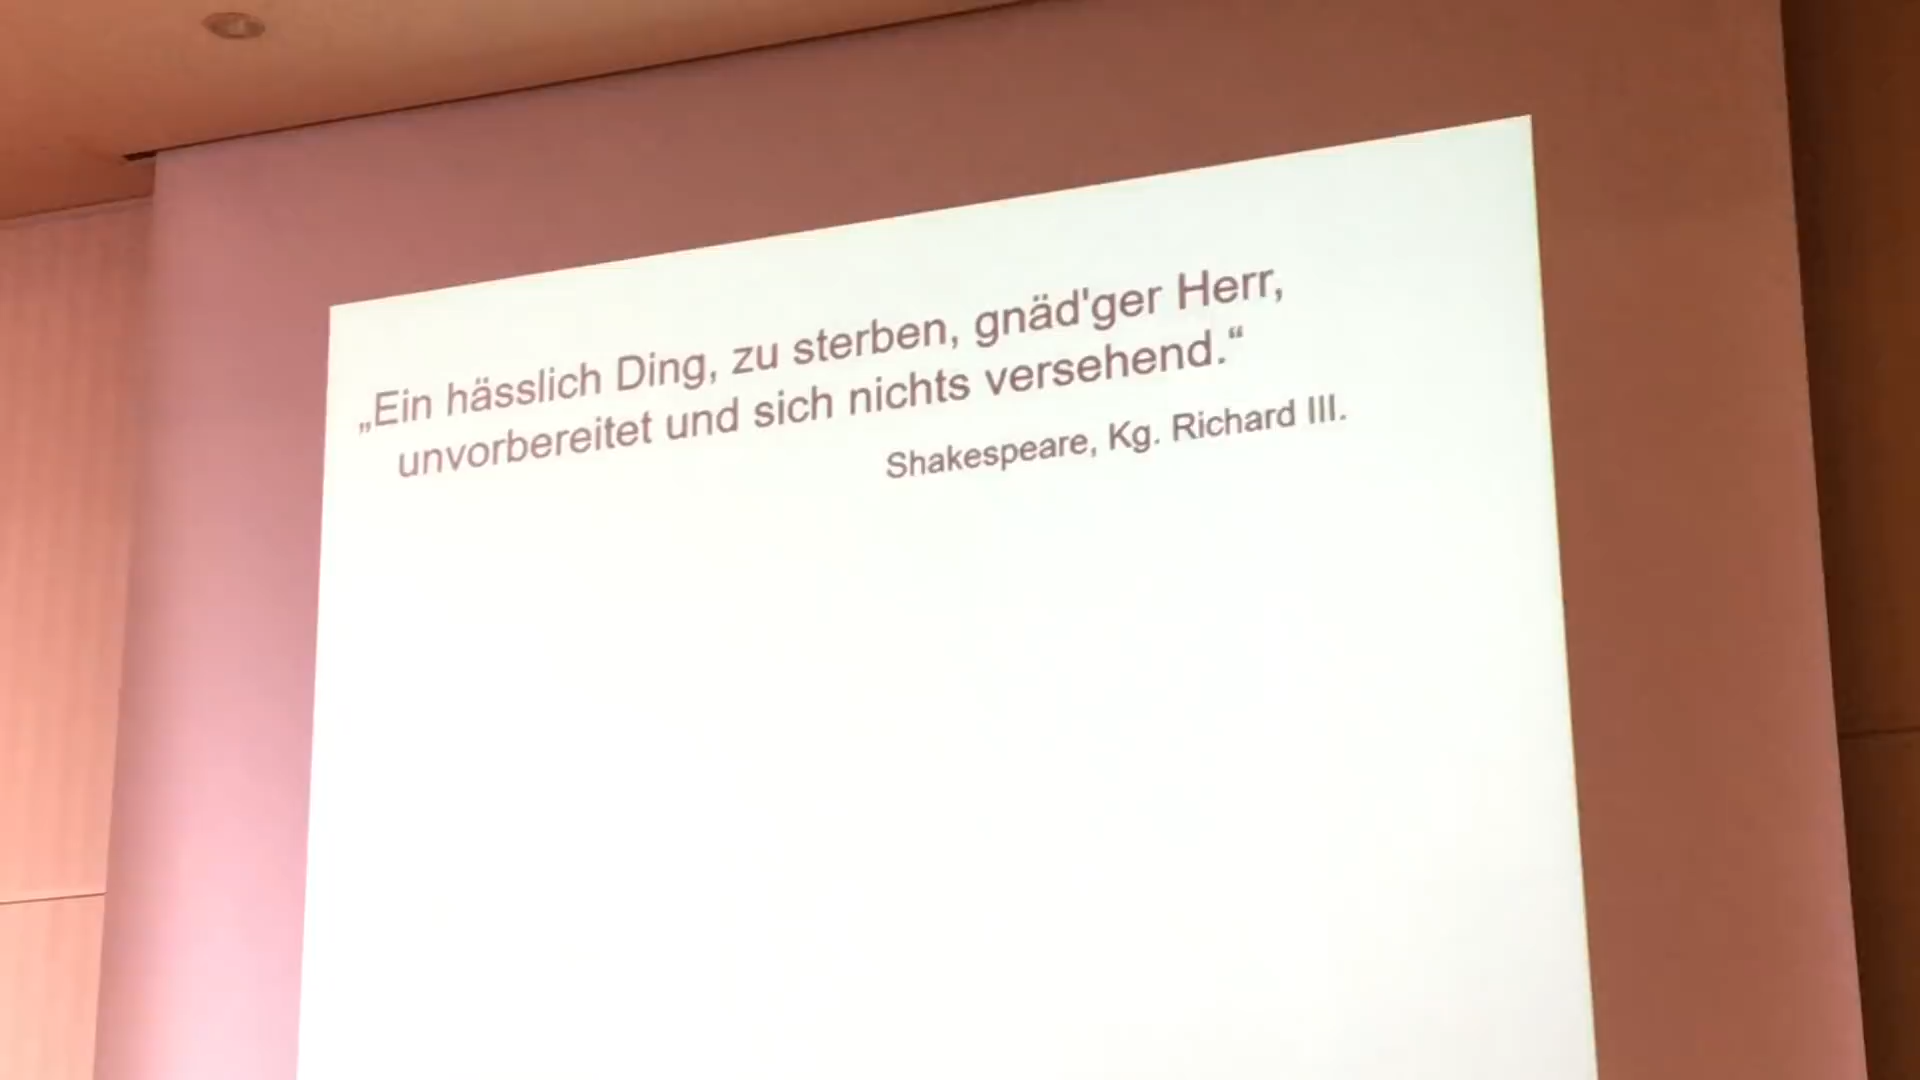 „Ein hässlich Ding, zu sterben, gnäd'ger Herr,
unvorbereitet und sich nichts versehend.“
Shakespeare, Kg. Richard III.